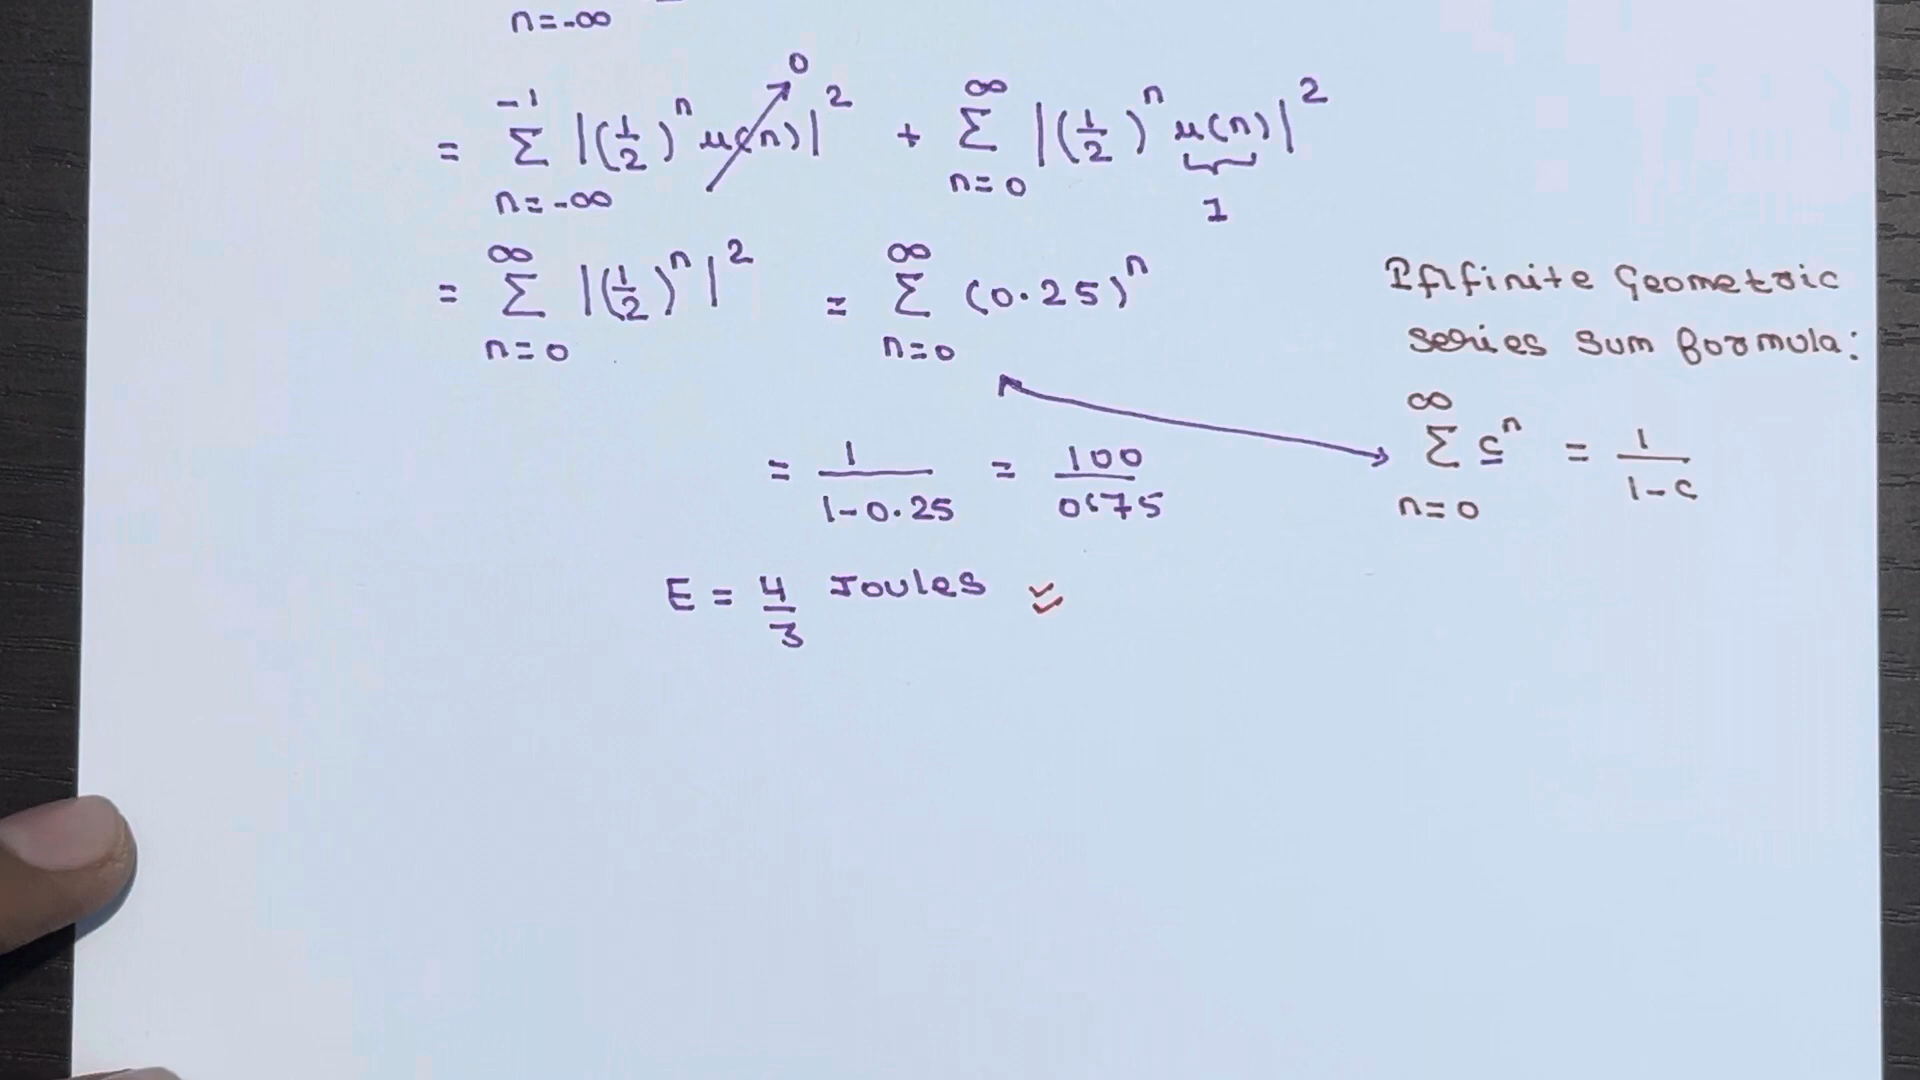 n=-∞
= Σ_{n=-∞}^{-1} |(1/2)^n u(n)|^2 → 0 + Σ_{n=0}^{∞} |(1/2)^n u(n)|^2
1
= Σ_{n=0}^{∞} |(1/2)^n|^2 = Σ_{n=0}^{∞} (0.25)^n
Infinite Geometric
series sum formula:
Σ_{n=0}^{∞} c^n = 1/(1-c)
= 1/(1-0.25) = 100/0.75
E = 4/3 Joules